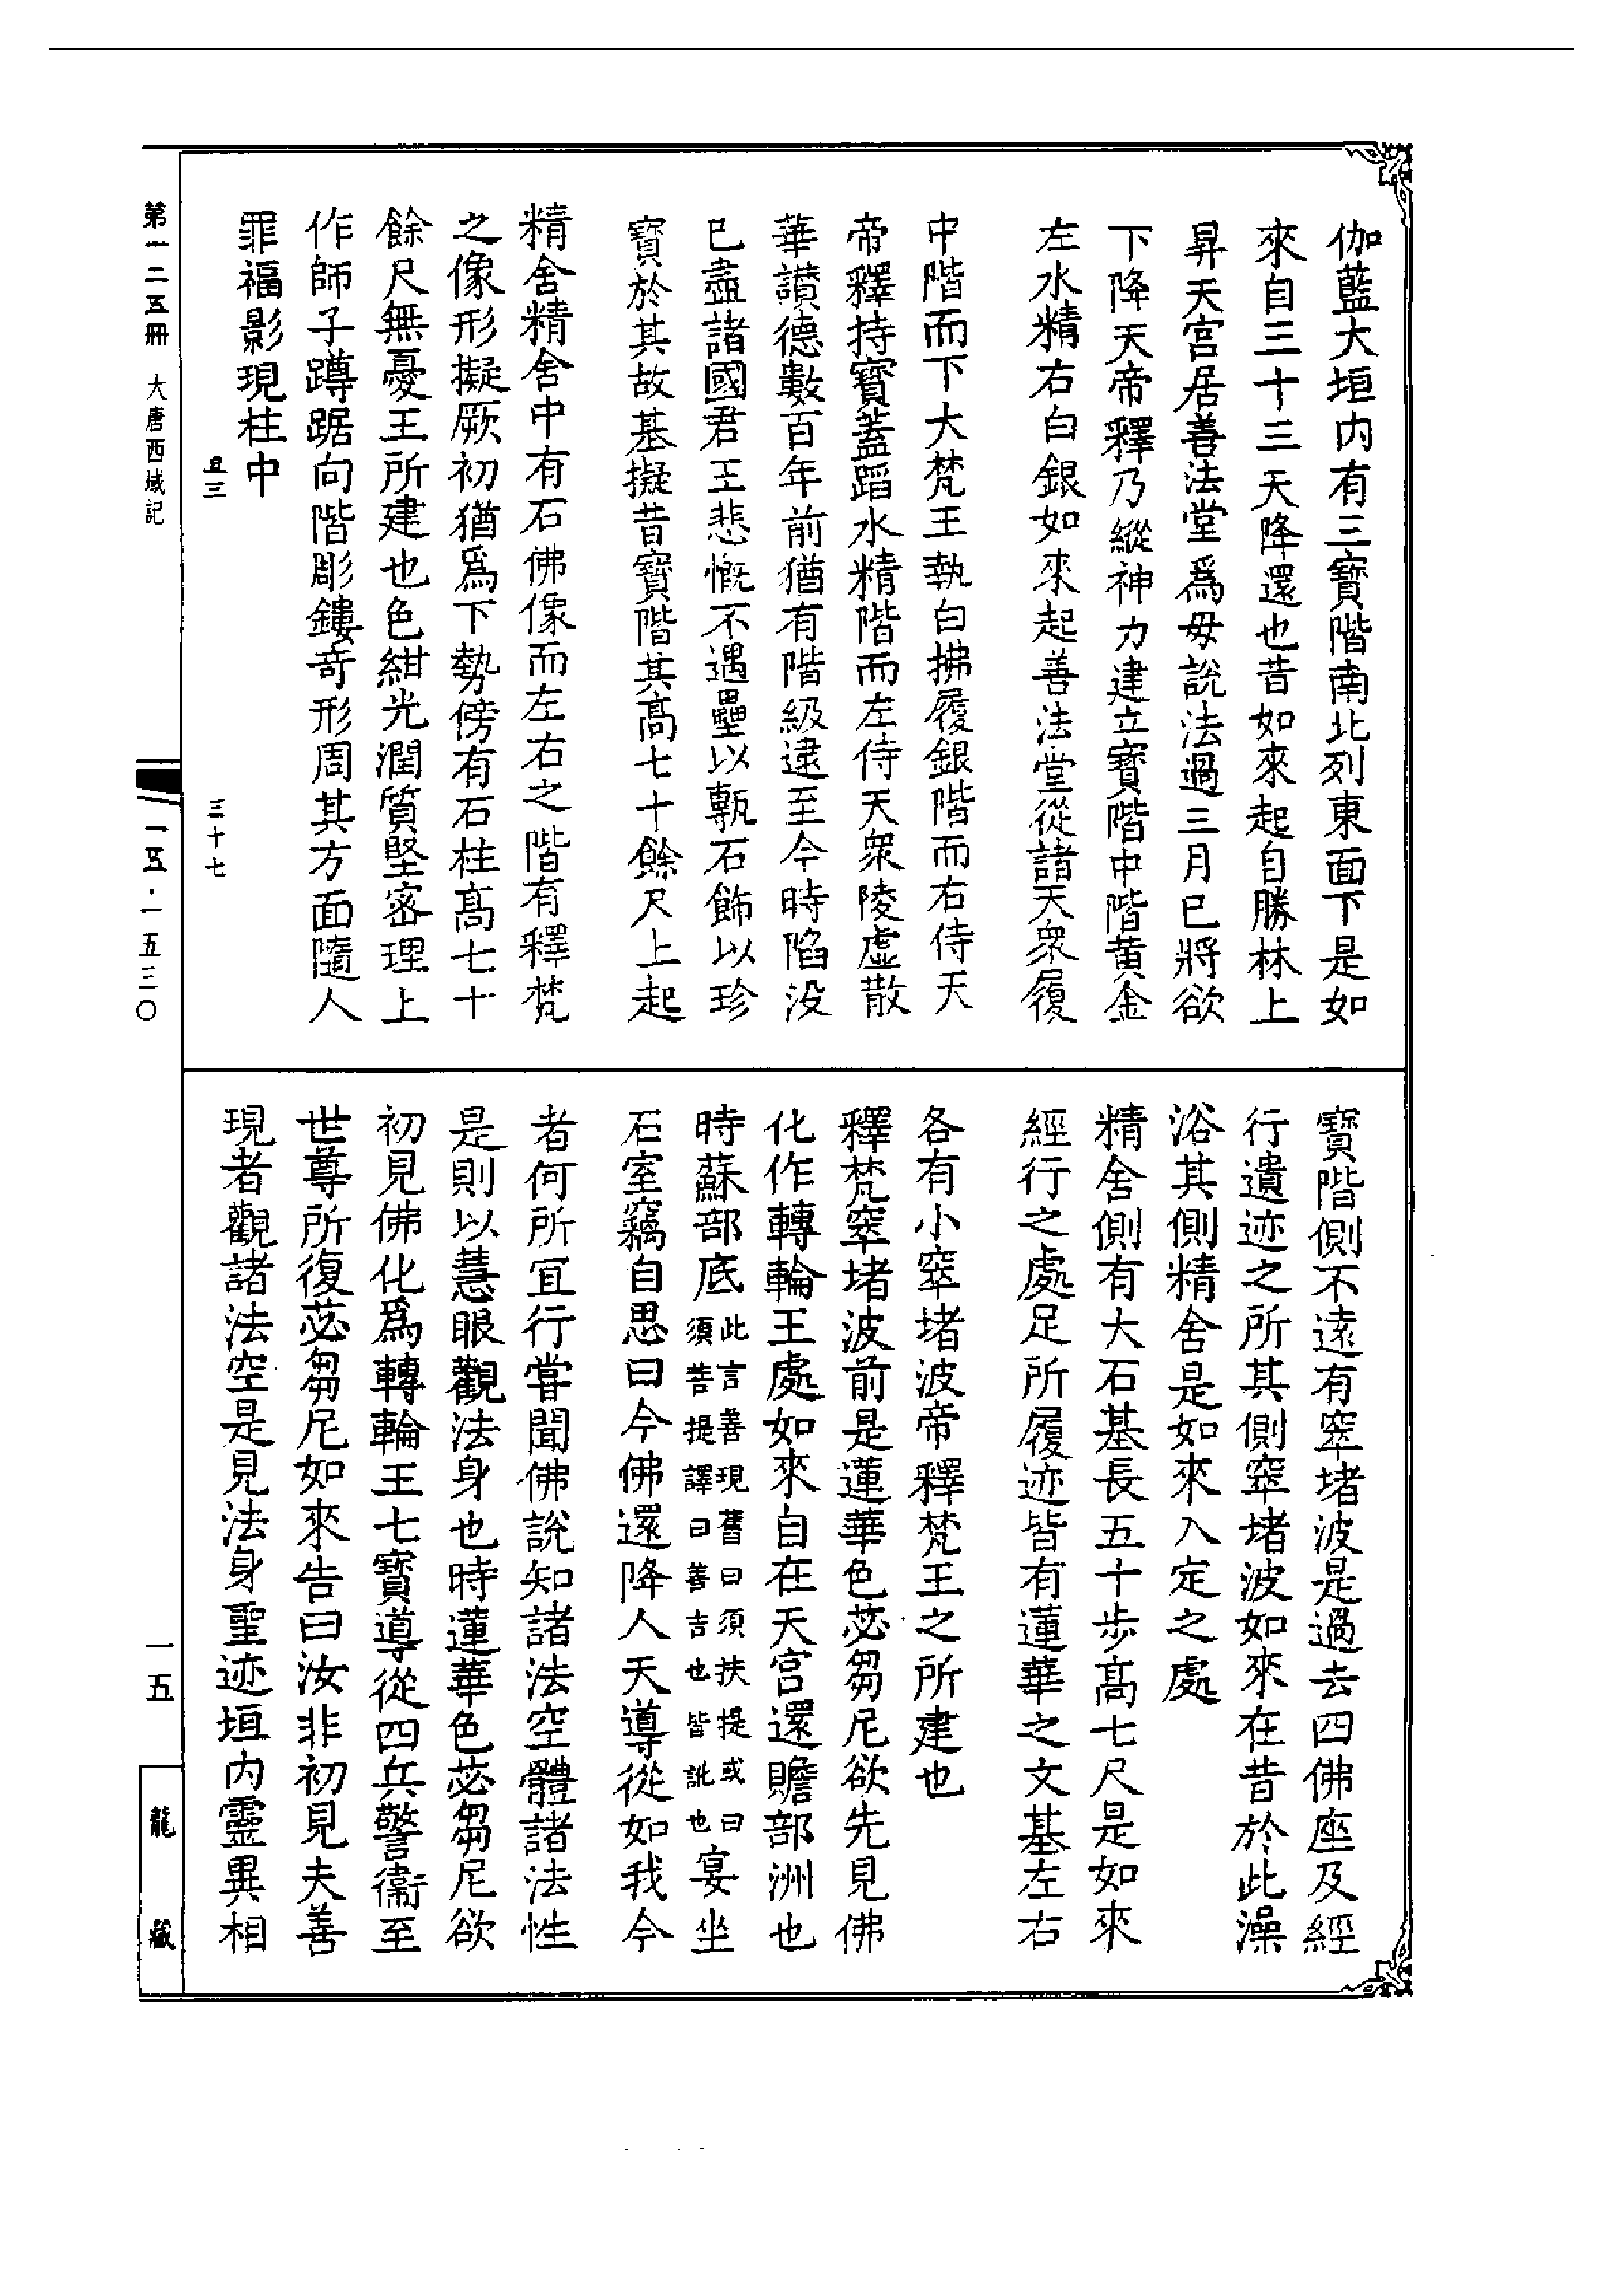 伽藍大垣内有三寶階南北列東面下是如
來自三十三天降還也昔如來起自勝林上
昇天宮居善法堂爲母說法過三月已將欲
下降天帝釋乃縱神力建立寶階中階黃金
左水精右白銀如來起善法堂從諸天衆履
中階而下大梵王執白拂履銀階而右侍天
帝釋持寶蓋蹈水精階而左侍天衆陵虛散
華讚德數百年前猶有階級逮至今時陷沒
已盡諸國君王悲慨不遇壘以甎石飾以珍
寶於其故基擬昔寶階其高七十餘尺上起
精舍精舍中有石佛像而左右之階有釋梵
之像形擬厥初猶爲下勢傍有石柱高七十
餘尺無憂王所建也色紺光潤質堅密理上
作師子蹲踞向階彫鏤奇形周其方面隨人
罪福影現柱中
旦三
三十七
寶階側不遠有窣堵波是過去四佛座及經
行遺迹之所其側窣堵波如來在昔於此澡
浴其側精舍是如來入定之處
精舍側有大石基長五十步高七尺是如來
經行之處足所履迹皆有蓮華之文基左右
各有小窣堵波帝釋梵王之所建也
釋梵窣堵波前是蓮華色苾芻尼欲先見佛
化作轉輪王處如來自在天宮還贍部洲也
時蘇部底此言善現舊曰須扶提或曰須菩提譯曰善吉也皆訛也宴坐
石室竊自思曰今佛還降人天導從如我今
者何所宜行嘗聞佛說知諸法空體諸法性
是則以慧眼觀法身也時蓮華色苾芻尼欲
初見佛化爲轉輪王七寶導從四兵警衞至
世尊所復苾芻尼如來告曰汝非初見夫善
現者觀諸法空是見法身聖迹垣内靈異相
第一二五冊
大唐西域記
一五·一五三〇
一五
龍藏